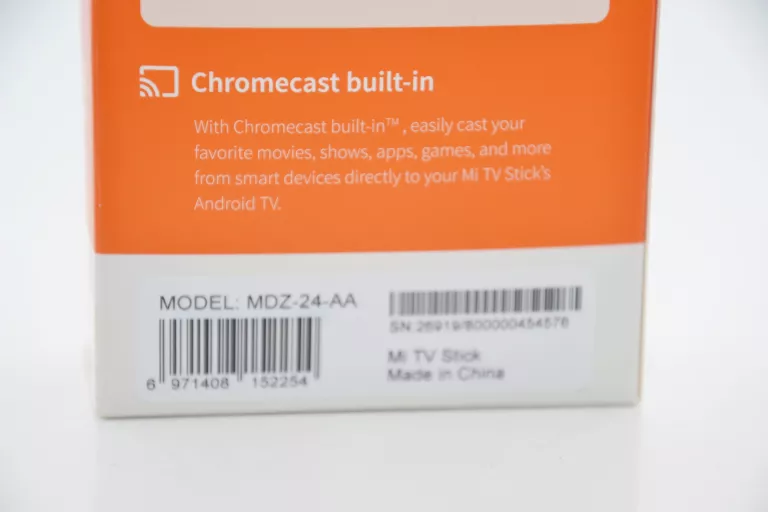 Chromecast built-in
With Chromecast built-in™, easily cast your
favorite movies, shows, apps, games, and more
from smart devices directly to your Mi TV Stick's
Android TV.
MODEL: MDZ-24-AA
6 971408 152254
SN:26919/600000454576
Mi TV Stick
Made in China